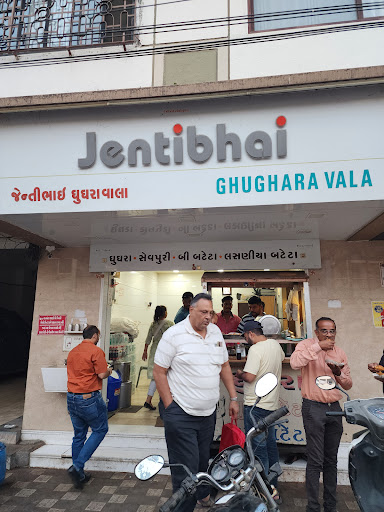 Jentibhai
જેન્તીભાઇ ઘુઘરાવાલા
GHUGHARA VALA
ઘુઘરા • સેવપુરી • બી બટેટા • લસણીયા બટેટા